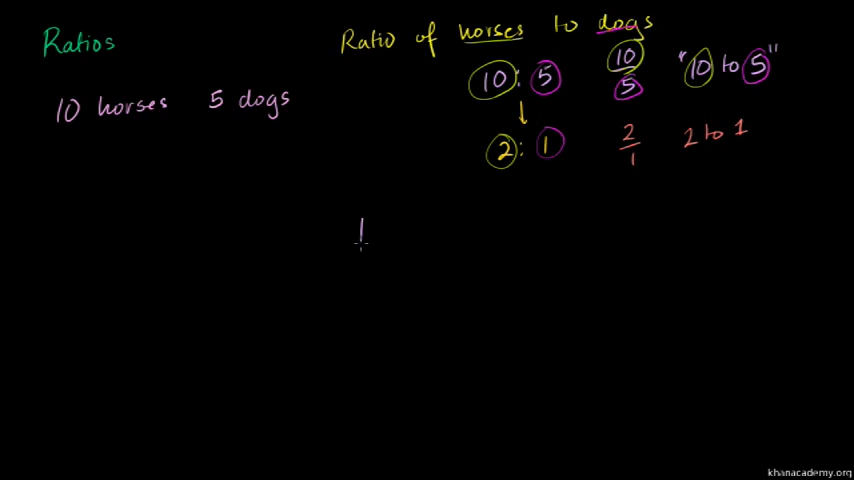 Ratios
Ratio of horses to dogs
10 horses 5 dogs
10 : 5 10/5 "10 to 5"
2 : 1 2/1 2 to 1
khanacademy.org